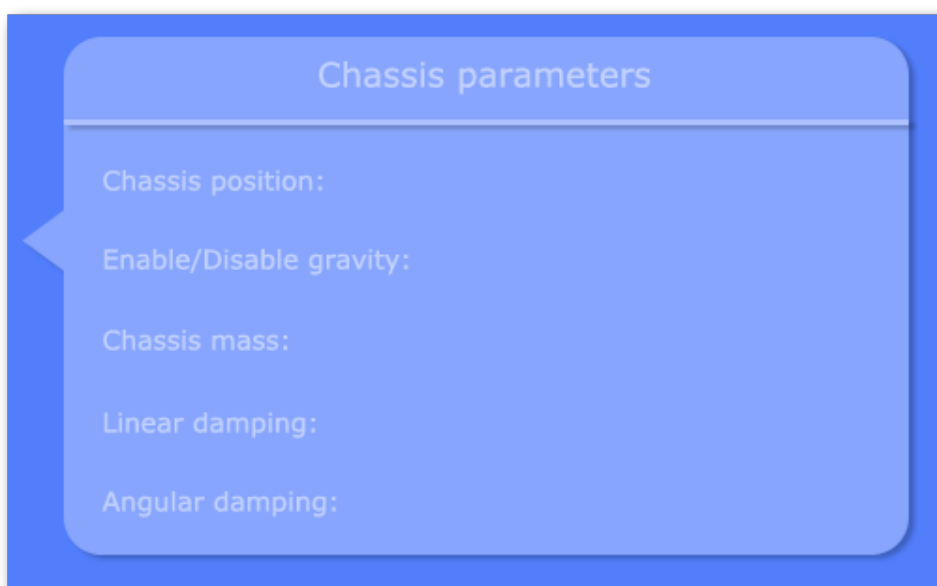 Chassis parameters
Chassis position:
Enable/Disable gravity:
Chassis mass:
Linear damping:
Angular damping: